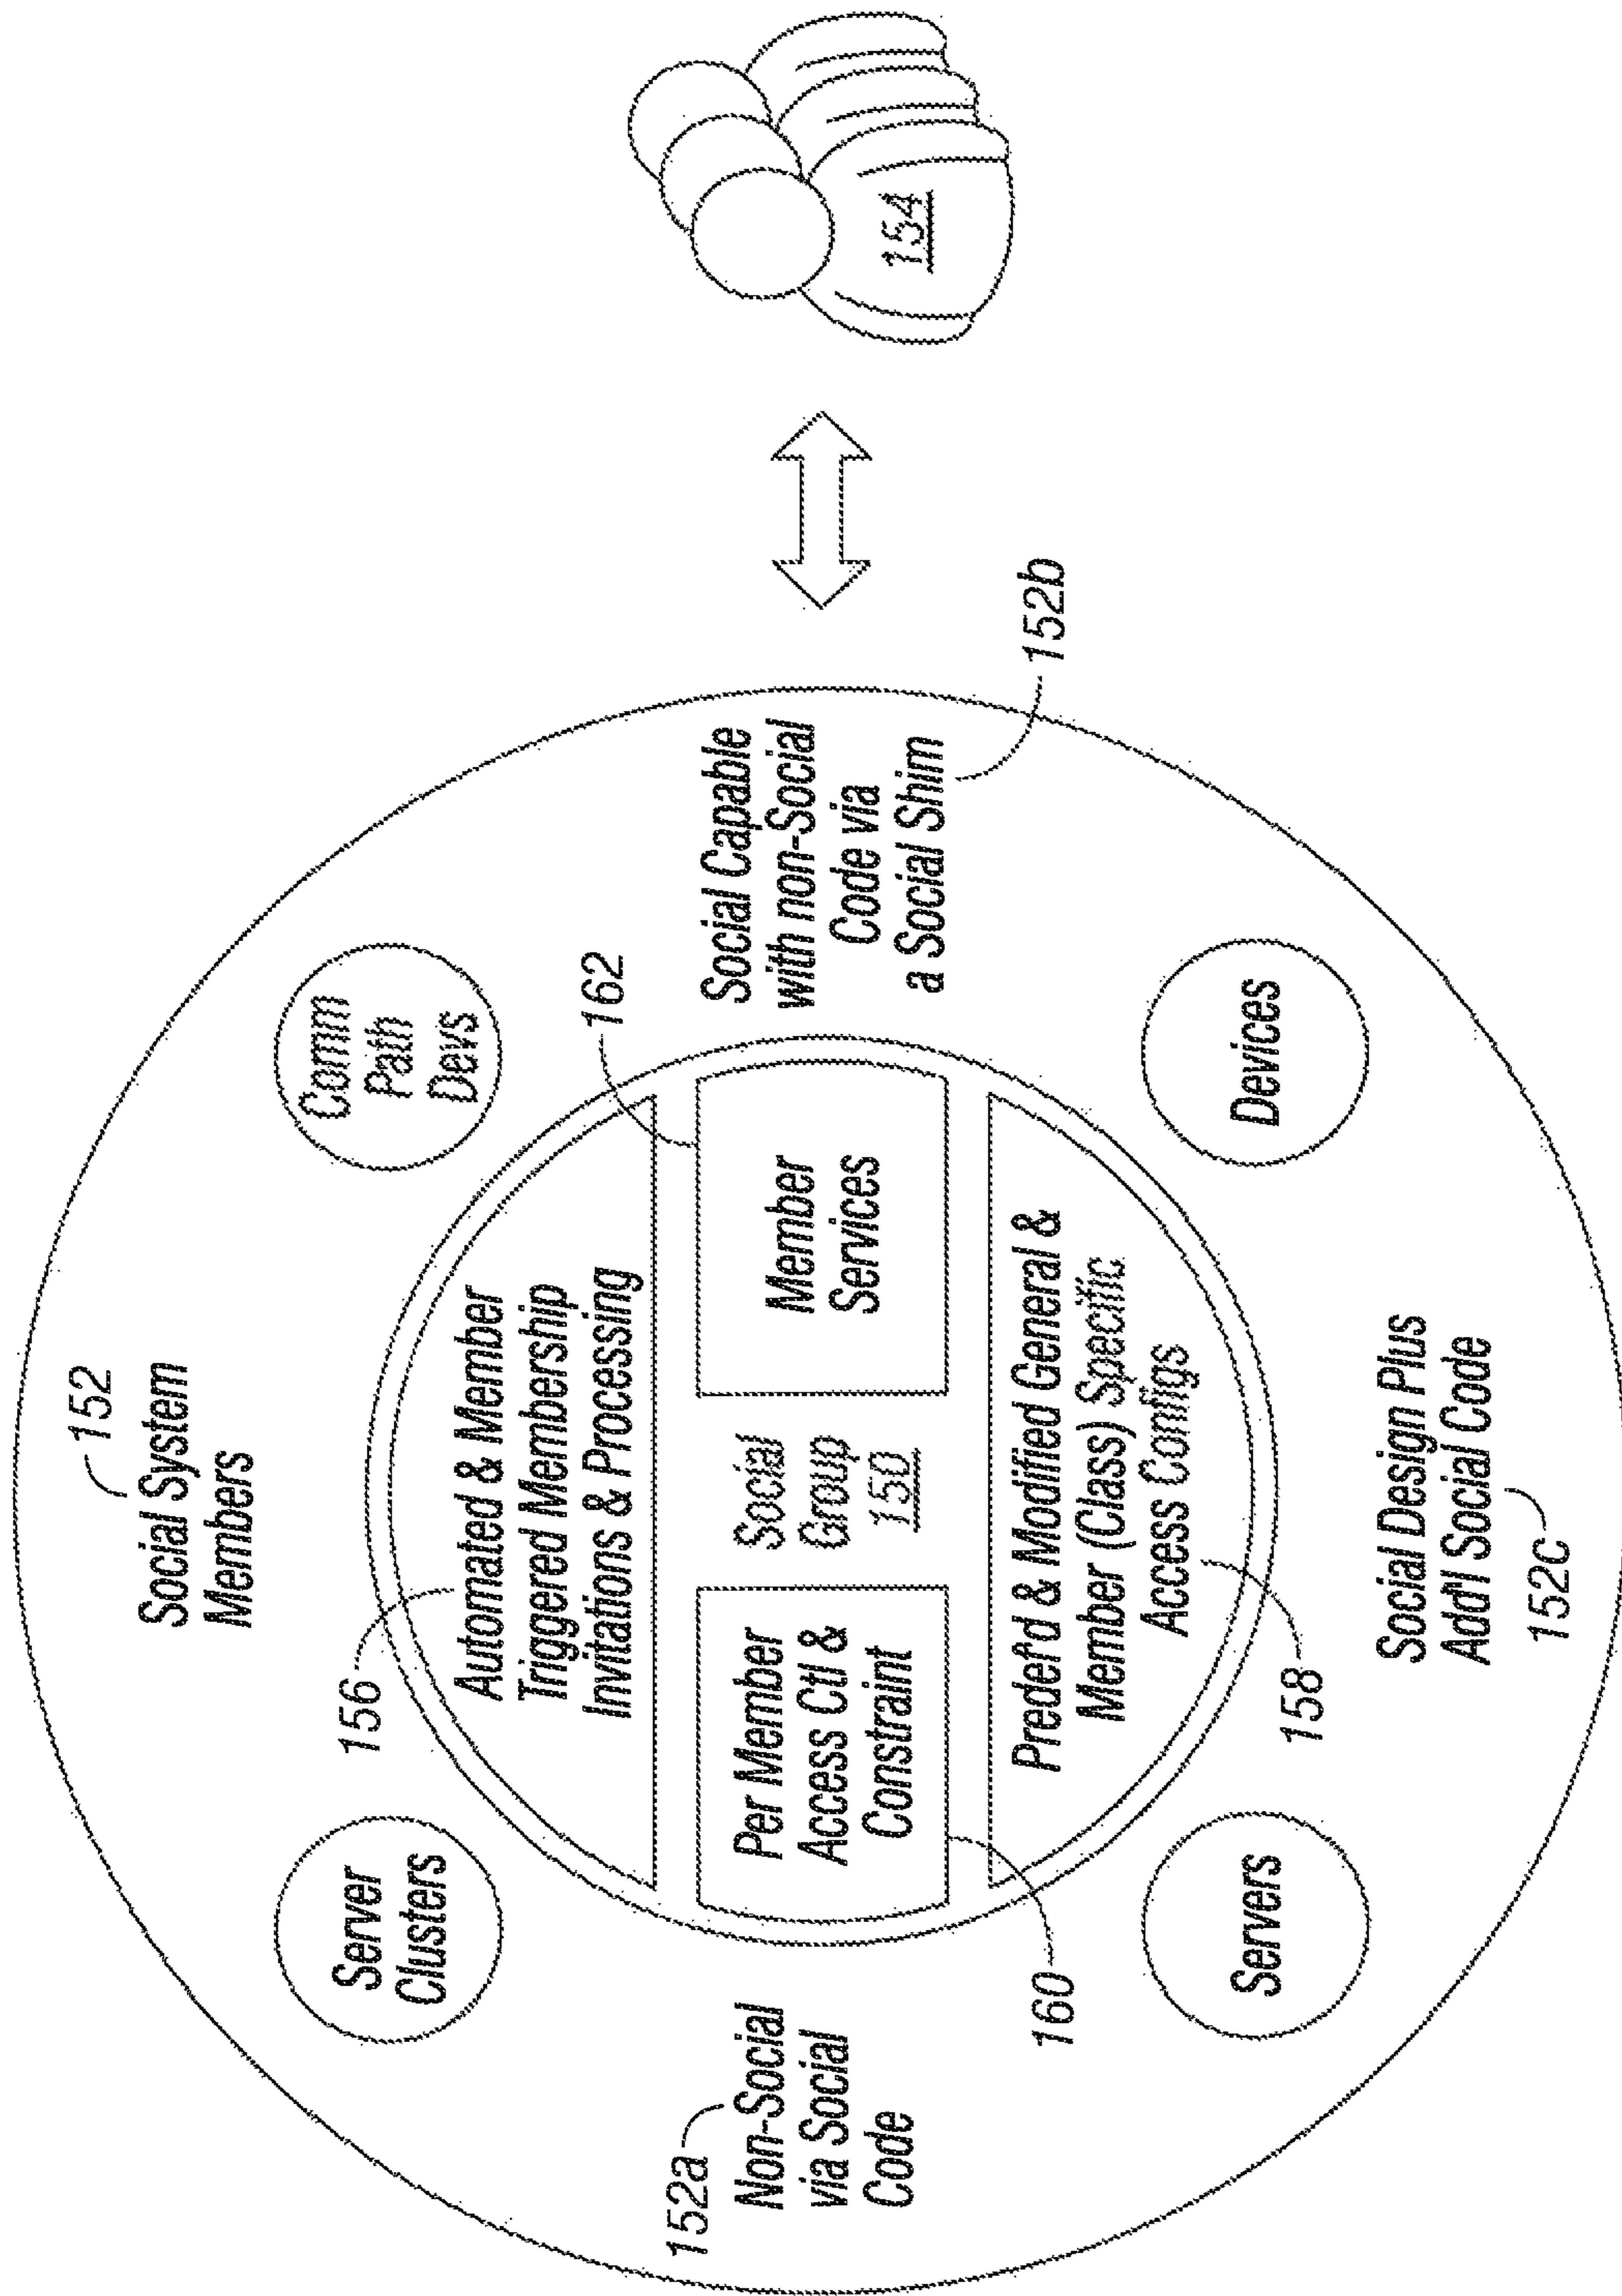 152
Social System
Members
Server
Clusters
Comm
Path
Devs
156
Automated & Member
Triggered Membership
Invitations & Processing
162
152a
Non-Social
via Social
Code
Per Member
Access Ctl &
Constraint
Social
Group
150
Member
Services
Social Capable
with non-Social
Code via
a Social Shim
152b
154
160
Predef'd & Modified General &
Member (Class) Specific
Access Configs
158
Servers
Devices
Social Design Plus
Add'l Social Code
152c